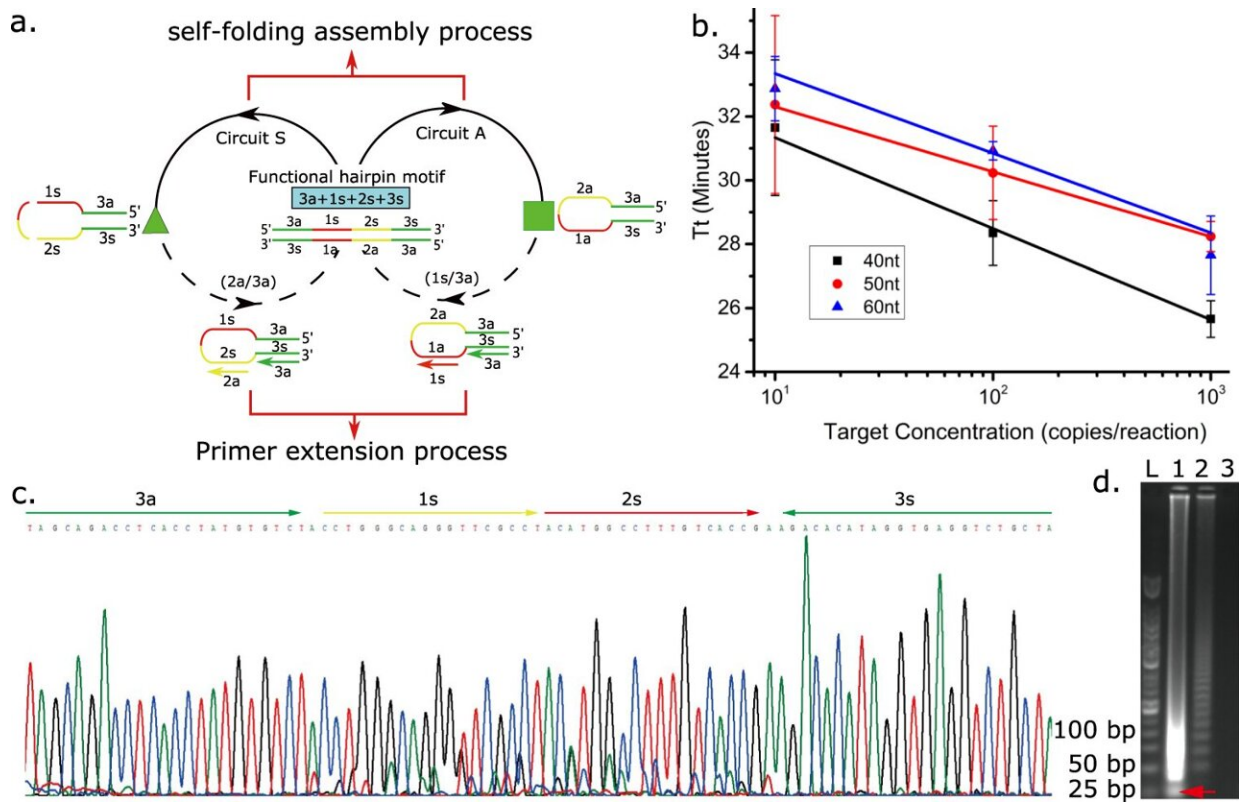 a.
self-folding assembly process
Circuit S
Circuit A
Functional hairpin motif
3a+1s+2s+3s
5' 3a 1s 2s 3s 3'
3' 3s 1a 2a 3a 5'
1s 3a 5'
2s 3s 3'
2a 3a 5'
1a 3s 3'
(2a/3a)
(1s/3a)
1s 3a 5'
2s 3s 3'
2a 3a
2a 3a 5'
1a 3s 3'
1s 3a
Primer extension process
b.
Tt (Minutes)
34
32
30
28
26
24
40nt
50nt
60nt
10¹ 10² 10³
Target Concentration (copies/reaction)
c.
3a 1s 2s 3s
TAGCAGACCTCACCTATGTGTCTACCTGGGCAGGGTTCGCCTACATGGCCTTTGTCACCGAAGACACATAGGTGAGGTCTGCTA
d.
L 1 2 3
100 bp
50 bp
25 bp